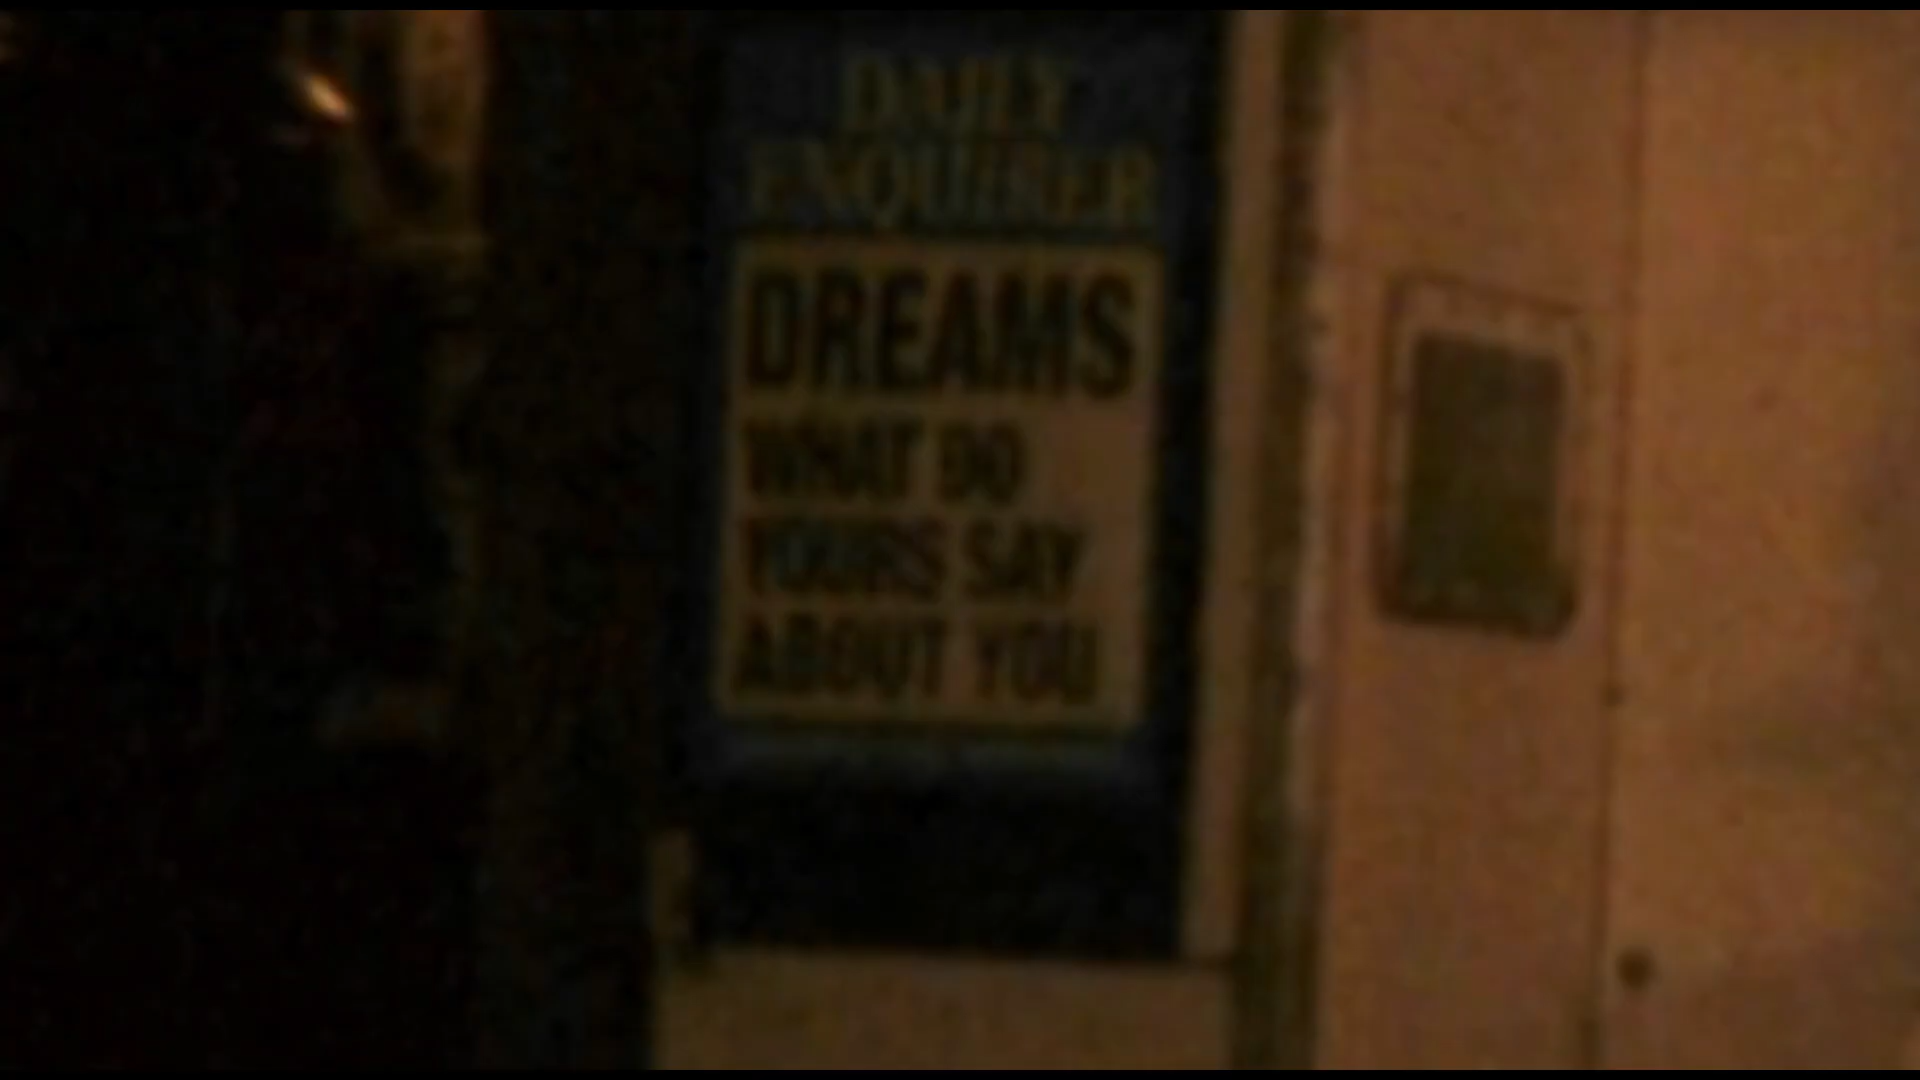 DAILY
ENQUIRER
DREAMS
WHAT DO
YOURS SAY
ABOUT YOU